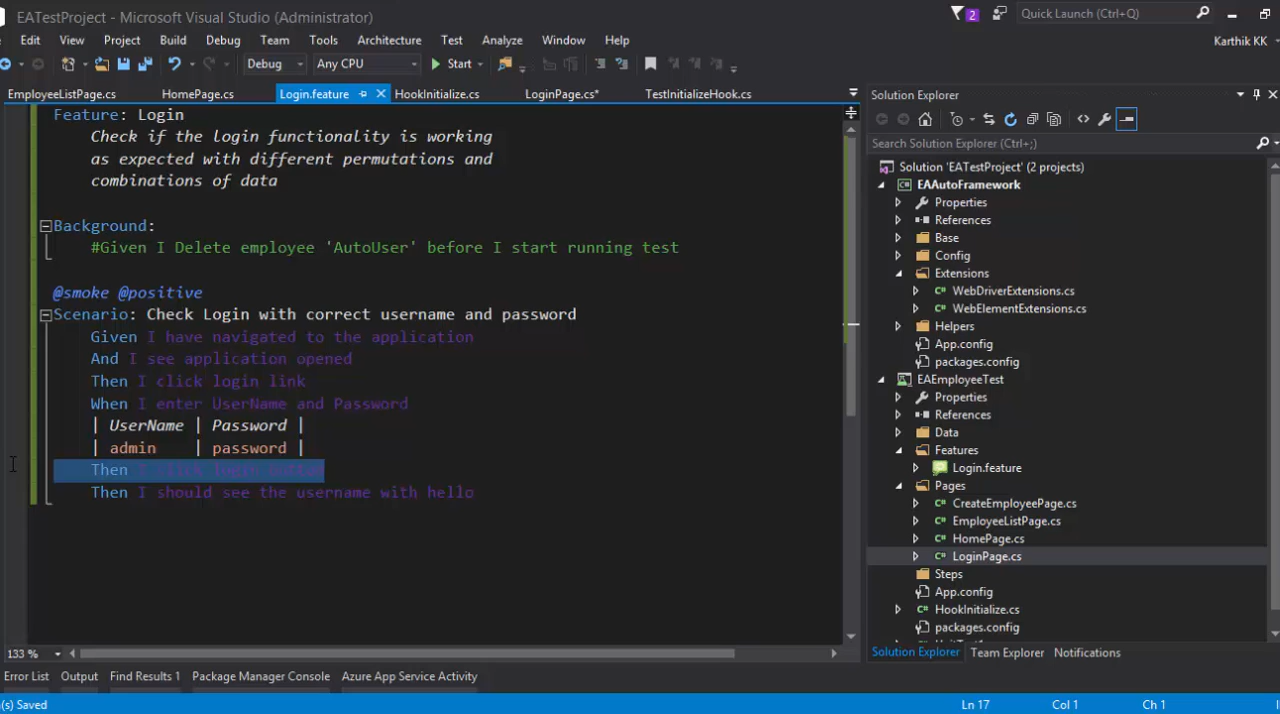 EATestProject - Microsoft Visual Studio (Administrator)
2
Quick Launch (Ctrl+Q)
Edit View Project Build Debug Team Tools Architecture Test Analyze Window Help
Karthik KK
Debug Any CPU Start
EmployeeListPage.cs HomePage.cs Login.feature HookInitialize.cs LoginPage.cs* TestInitializeHook.cs
Feature: Login
Check if the login functionality is working
as expected with different permutations and
combinations of data
Background:
#Given I Delete employee 'AutoUser' before I start running test
@smoke @positive
Scenario: Check Login with correct username and password
Given I have navigated to the application
And I see application opened
Then I click login link
When I enter UserName and Password
| UserName | Password |
| admin | password |
Then I click login button
Then I should see the username with hello
133 %
Error List Output Find Results 1 Package Manager Console Azure App Service Activity
(s) Saved
Ln 17 Col 1 Ch 1
Solution Explorer
Search Solution Explorer (Ctrl+;)
Solution 'EATestProject' (2 projects)
EAAutoFramework
Properties
References
Base
Config
Extensions
WebDriverExtensions.cs
WebElementExtensions.cs
Helpers
App.config
packages.config
EAEmployeeTest
Properties
References
Data
Features
Login.feature
Pages
CreateEmployeePage.cs
EmployeeListPage.cs
HomePage.cs
LoginPage.cs
Steps
App.config
HookInitialize.cs
packages.config
Solution Explorer Team Explorer Notifications